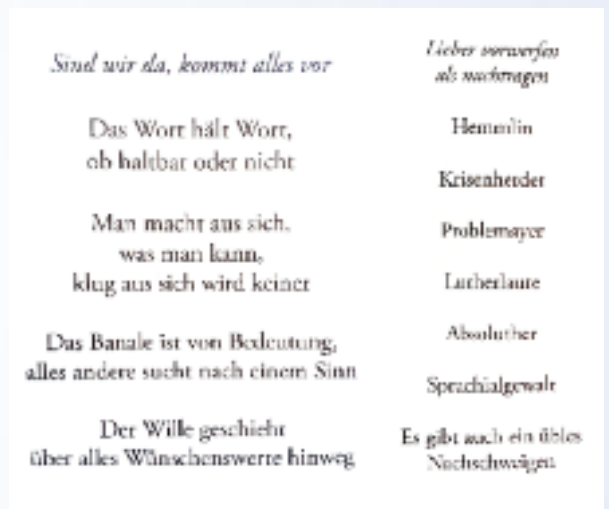 Sind wir da, kommt alles vor
Das Wort hält Wort,
ob haltbar oder nicht
Man macht aus sich,
was man kann,
klug aus sich wird keiner
Das Banale ist von Bedeutung,
alles andere sucht nach einem Sinn
Der Wille geschieht
über alles Wünschenswerte hinweg
Lieber vorwerfen
als nachtragen
Hemmlin
Krisenherder
Problemayer
Lutherlaute
Absoluther
Sprachialgewalt
Es gibt auch ein übles
Nachschweigen